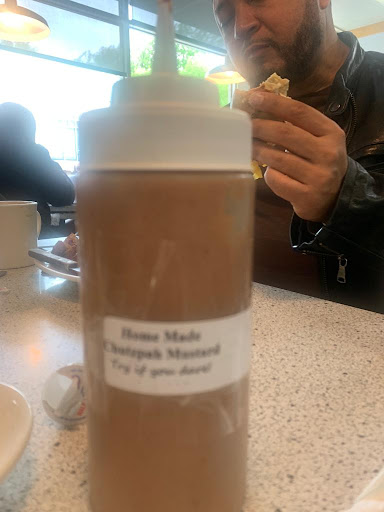 Home Made
Chutzpah Mustard
Try if you dare!